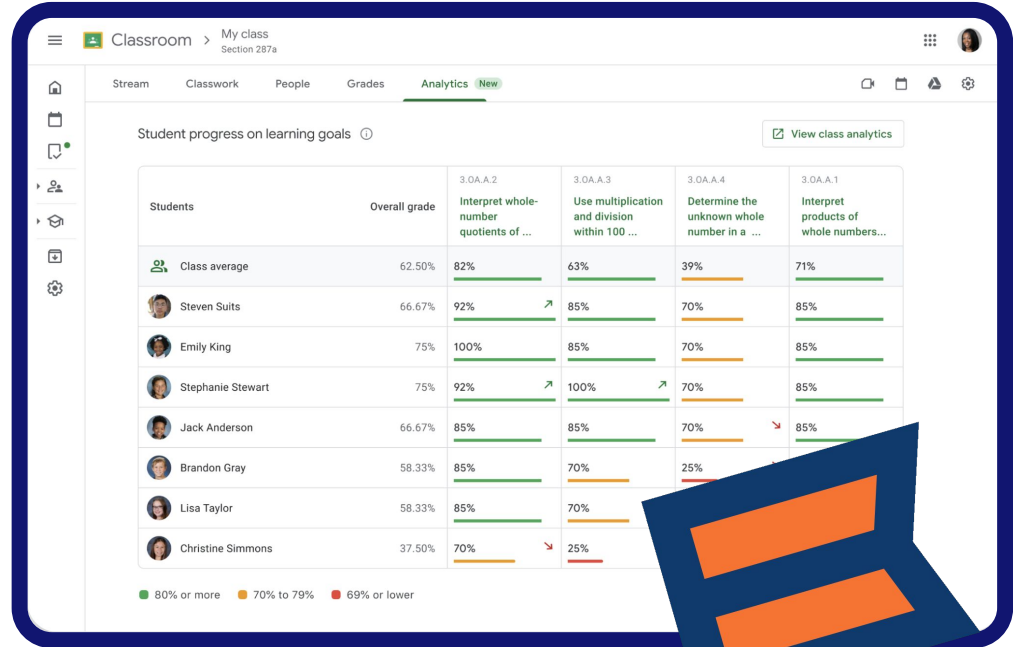 Classroom > My class
Section 287a
Stream Classwork People Grades Analytics New
Student progress on learning goals
View class analytics
3.OA.A.2 3.OA.A.3 3.OA.A.4 3.OA.A.1
Students Overall grade
Interpret whole-
number
quotients of ...
Use multiplication
and division
within 100 ...
Determine the
unknown whole
number in a ...
Interpret
products of
whole numbers...
Class average 62.50% 82% 63% 39% 71%
Steven Suits 66.67% 92% 85% 70% 85%
Emily King 75% 100% 85% 70% 85%
Stephanie Stewart 75% 92% 100% 70% 85%
Jack Anderson 66.67% 85% 85% 70% 85%
Brandon Gray 58.33% 85% 70% 25%
Lisa Taylor 58.33% 85% 70%
Christine Simmons 37.50% 70% 25%
80% or more 70% to 79% 69% or lower